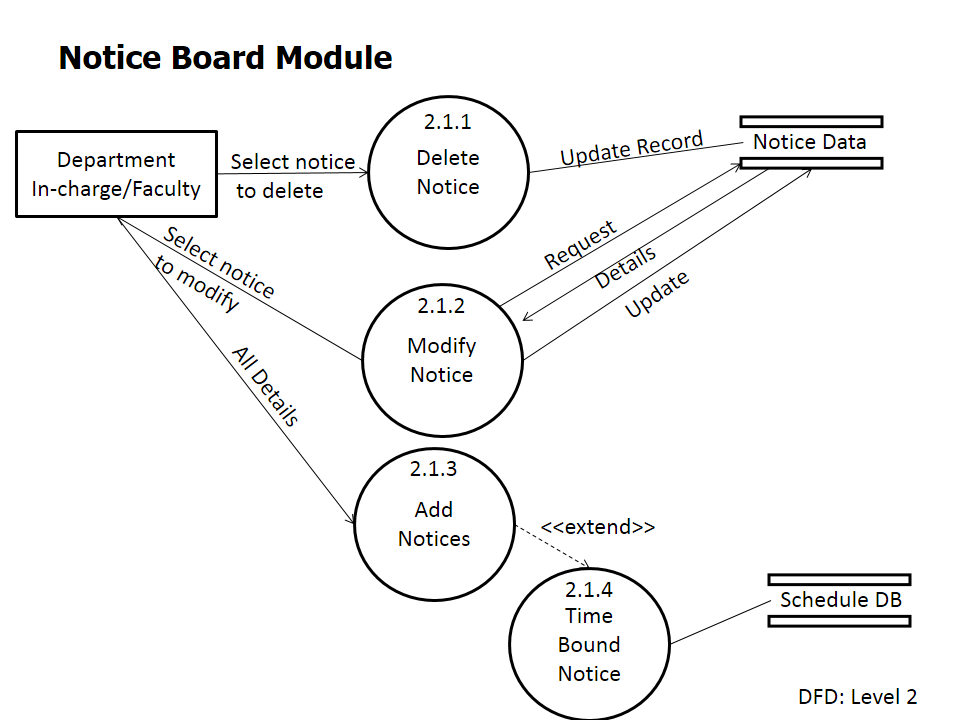 Notice Board Module
Department
In-charge/Faculty
Select notice
to delete
2.1.1
Delete
Notice
Update Record
Notice Data
Select notice
to modify
All Details
2.1.2
Modify
Notice
Request
Details
Update
2.1.3
Add
Notices
<<extend>>
2.1.4
Time
Bound
Notice
Schedule DB
DFD: Level 2